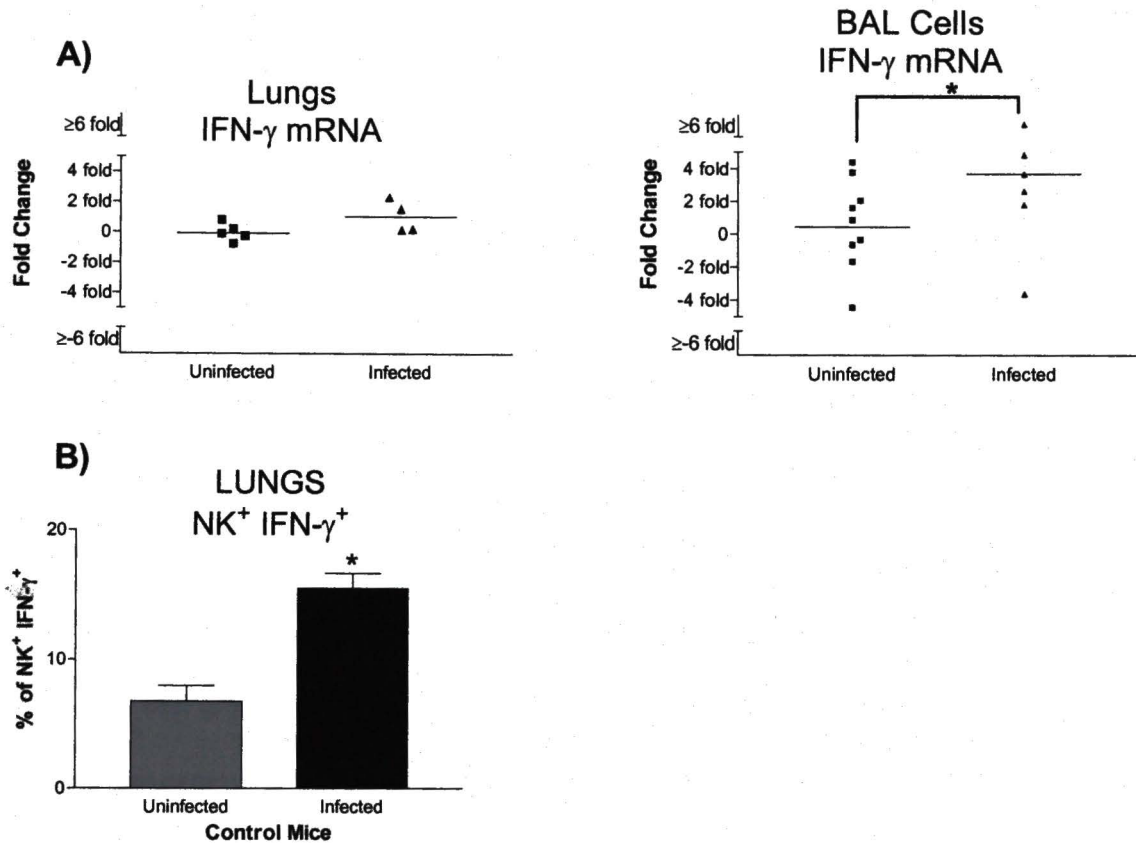 A)
Lungs
IFN-γ mRNA
≥6 fold
4 fold
2 fold
0
-2 fold
-4 fold
≥-6 fold
Fold Change
Uninfected
Infected
BAL Cells
IFN-γ mRNA
*
≥6 fold
4 fold
2 fold
0
-2 fold
-4 fold
≥-6 fold
Fold Change
Uninfected
Infected
B)
LUNGS
NK⁺ IFN-γ⁺
*
20
10
0
% of NK⁺ IFN-γ⁺
Uninfected
Infected
Control Mice